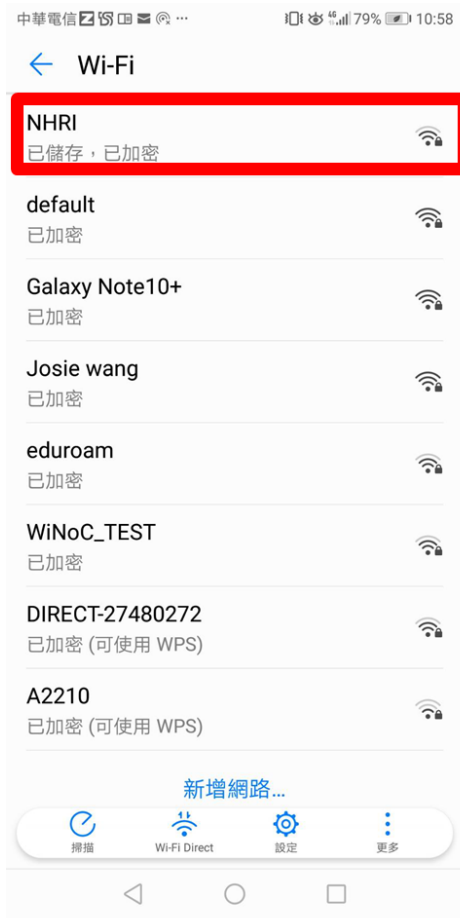 中華電信 ··· 4G 79% 10:58
Wi-Fi
NHRI
已儲存，已加密
default
已加密
Galaxy Note10+
已加密
Josie wang
已加密
eduroam
已加密
WiNoC_TEST
已加密
DIRECT-27480272
已加密 (可使用 WPS)
A2210
已加密 (可使用 WPS)
新增網路...
掃描 Wi-Fi Direct 設定 更多